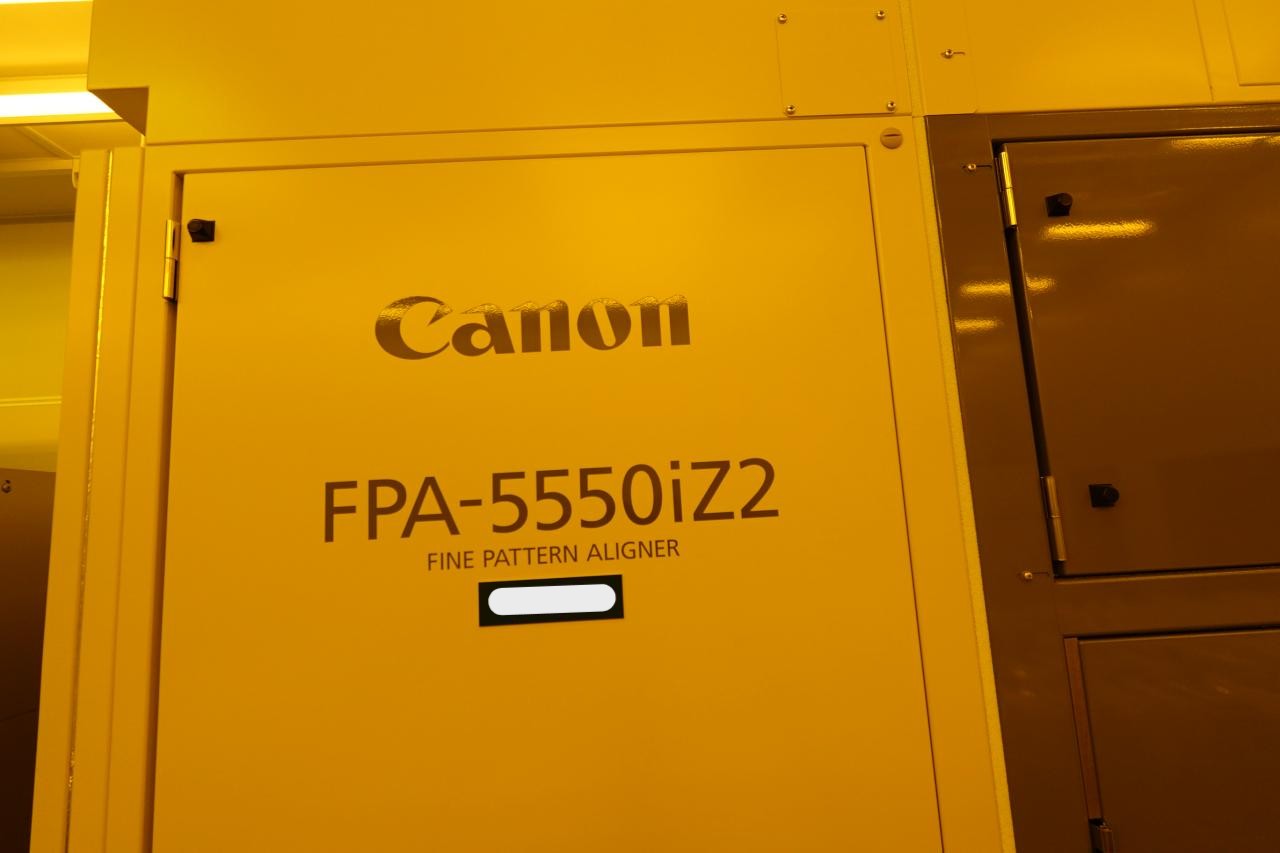 Canon
FPA-5550iZ2
FINE PATTERN ALIGNER